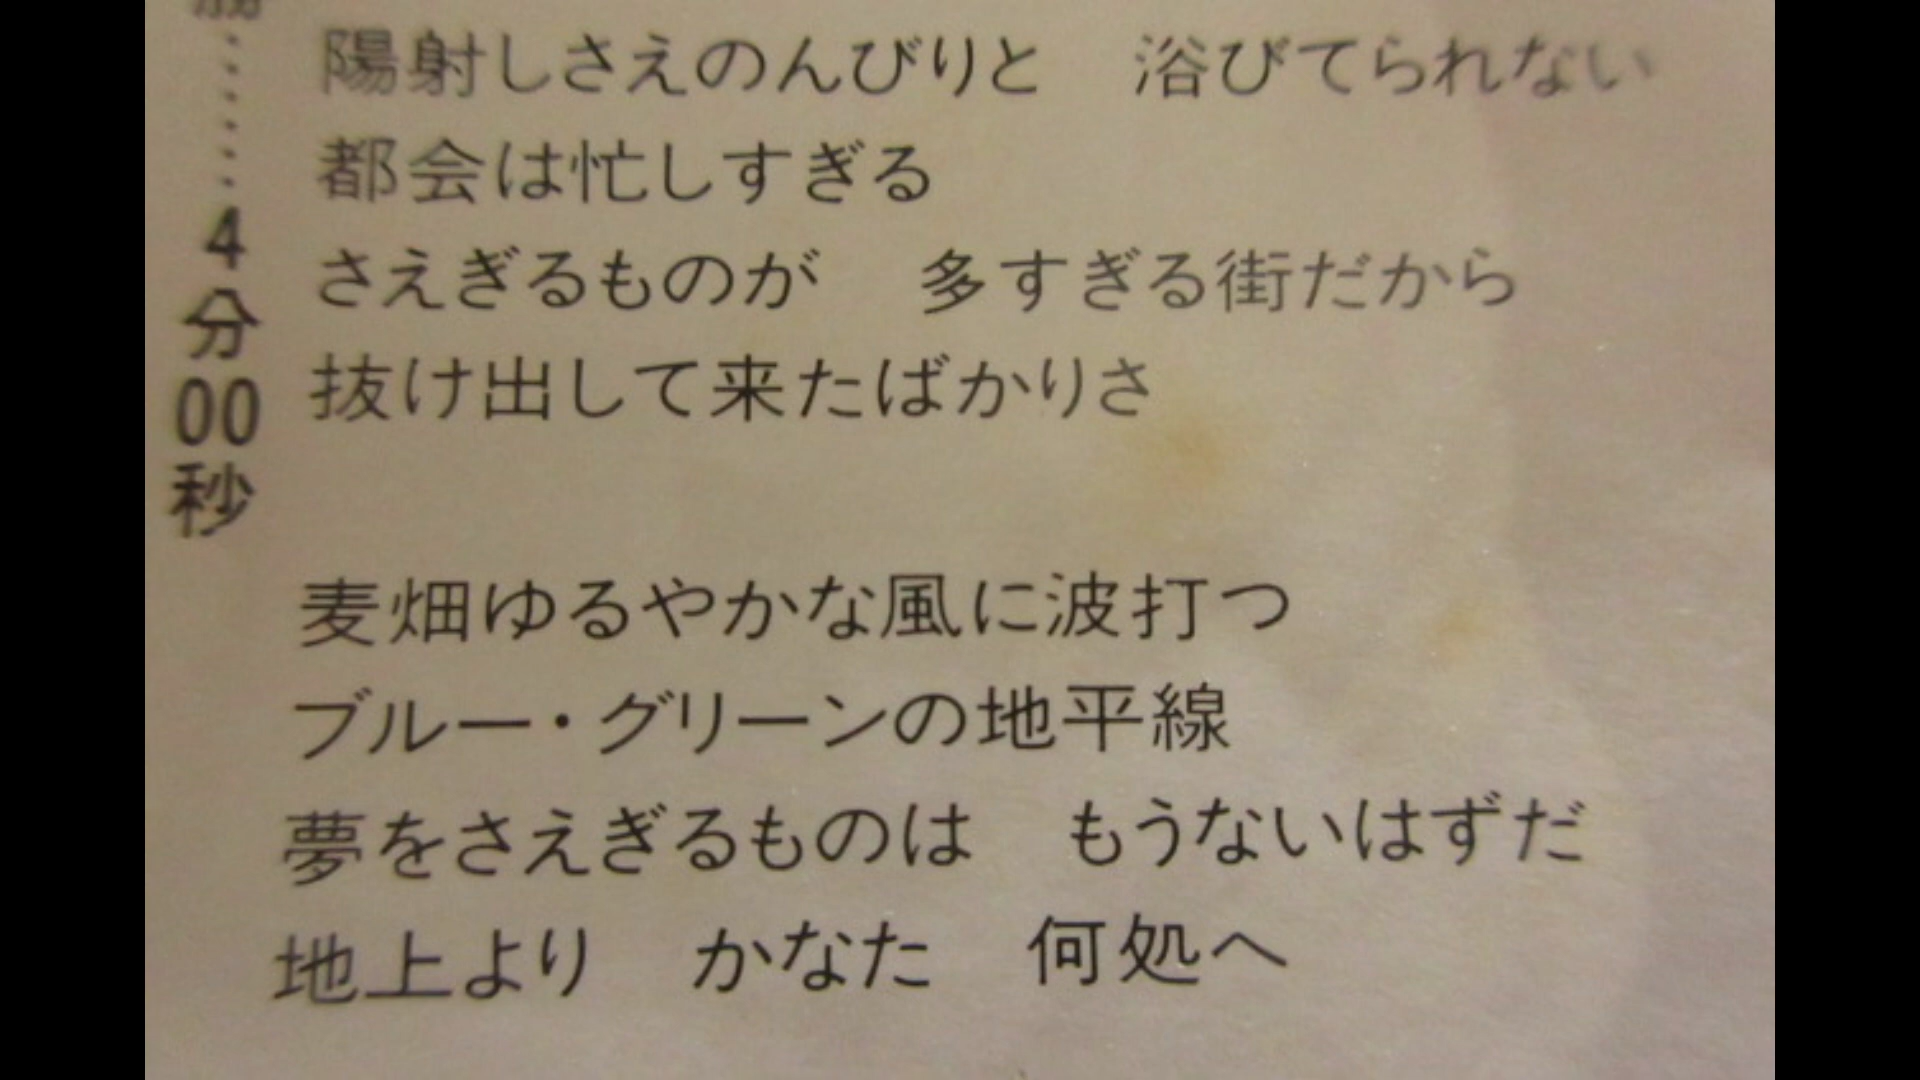 4分00秒
陽射しさえのんびりと　浴びてられない
都会は忙しすぎる
さえぎるものが　多すぎる街だから
抜け出して来たばかりさ
麦畑ゆるやかな風に波打つ
ブルー・グリーンの地平線
夢をさえぎるものは　もうないはずだ
地上より　かなた　何処へ